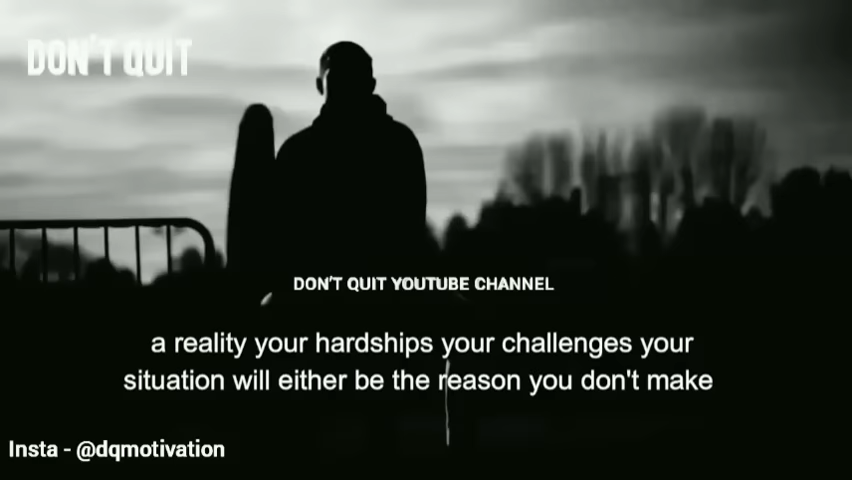 DON'T QUIT
DON'T QUIT YOUTUBE CHANNEL
a reality your hardships your challenges your
situation will either be the reason you don't make
Insta - @dqmotivation